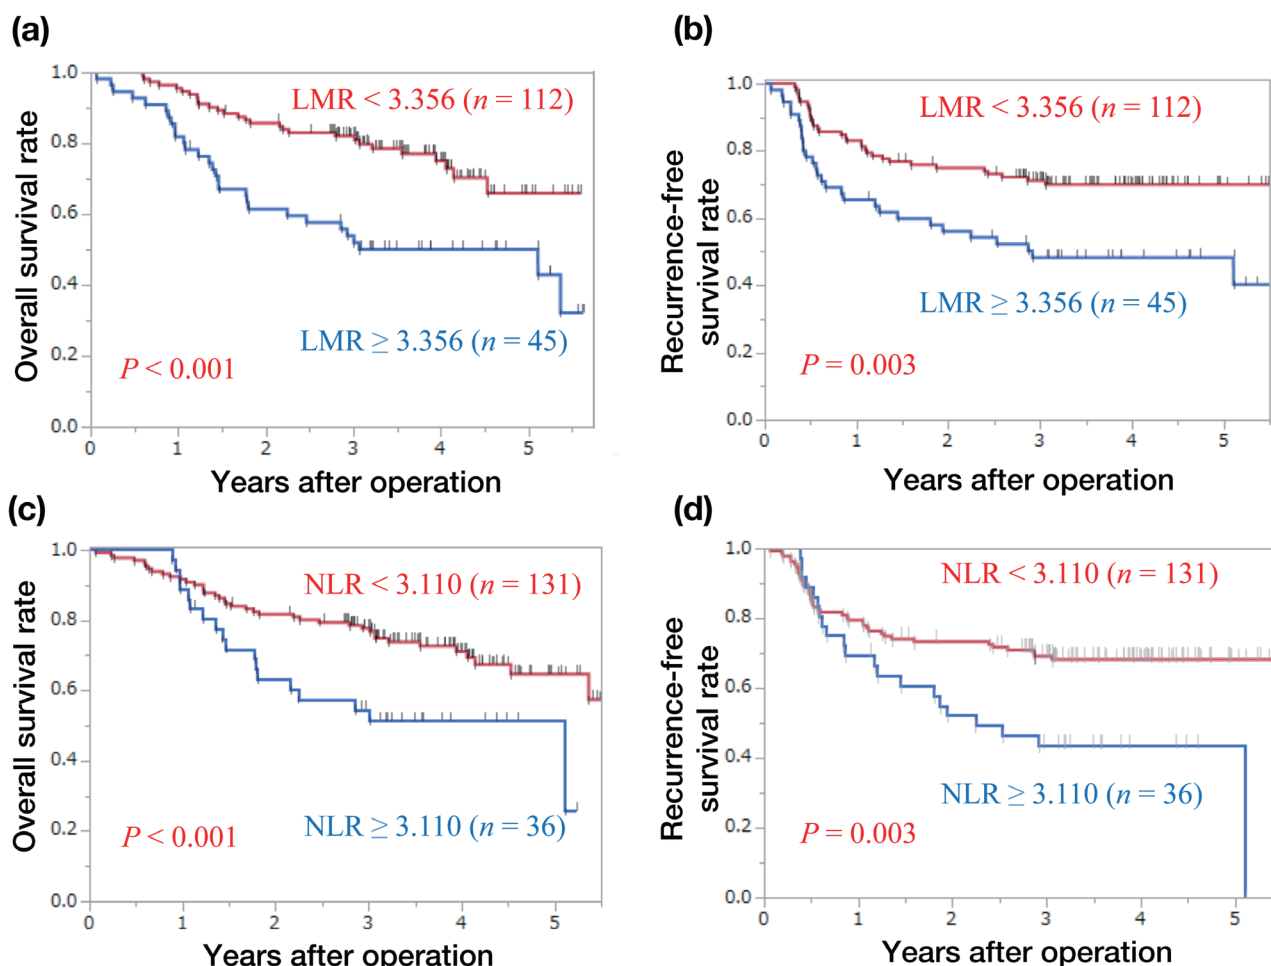 (a)
Overall survival rate
1.0
0.8
0.6
0.4
0.2
0.0
LMR < 3.356 (n = 112)
LMR ≥ 3.356 (n = 45)
P < 0.001
0 1 2 3 4 5
Years after operation
(b)
Recurrence-free
survival rate
1.0
0.8
0.6
0.4
0.2
0.0
LMR < 3.356 (n = 112)
LMR ≥ 3.356 (n = 45)
P = 0.003
0 1 2 3 4 5
Years after operation
(c)
Overall survival rate
1.0
0.8
0.6
0.4
0.2
0.0
NLR < 3.110 (n = 131)
NLR ≥ 3.110 (n = 36)
P < 0.001
0 1 2 3 4 5
Years after operation
(d)
Recurrence-free
survival rate
1.0
0.8
0.6
0.4
0.2
0.0
NLR < 3.110 (n = 131)
NLR ≥ 3.110 (n = 36)
P = 0.003
0 1 2 3 4 5
Years after operation